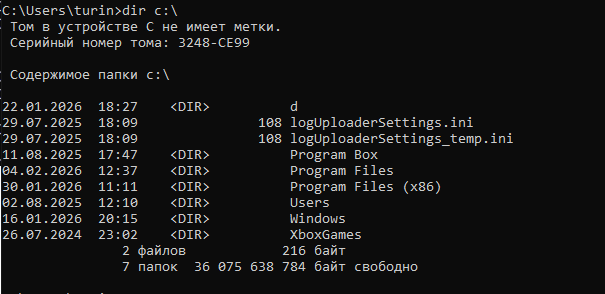 C:\Users\turin>dir c:\
Том в устройстве C не имеет метки.
Серийный номер тома: 3248-CE99
Содержимое папки c:\
22.01.2026  18:27    <DIR>          d
29.07.2025  18:09               108 logUploaderSettings.ini
29.07.2025  18:09               108 logUploaderSettings_temp.ini
11.08.2025  17:47    <DIR>          Program Box
04.02.2026  12:37    <DIR>          Program Files
30.01.2026  11:11    <DIR>          Program Files (x86)
02.08.2025  12:10    <DIR>          Users
16.01.2026  20:15    <DIR>          Windows
26.07.2024  23:02    <DIR>          XboxGames
2 файлов            216 байт
7 папок  36 075 638 784 байт свободно